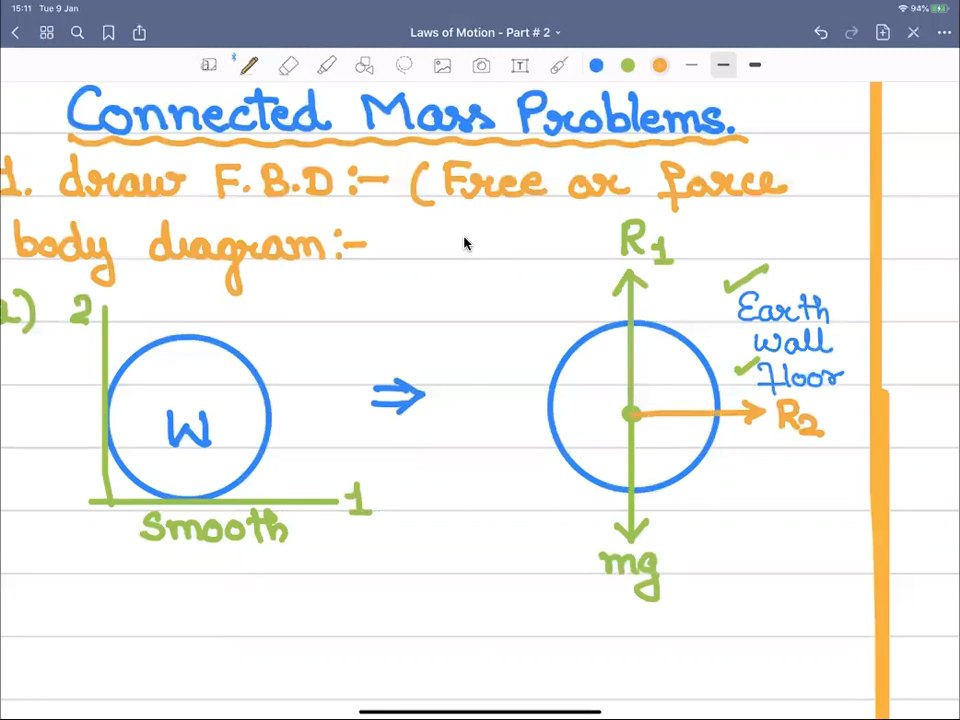 15:11 Tue 9 Jan
94%
Laws of Motion - Part # 2
Connected Mass Problems.
1. draw F.B.D :- (Free or force
body diagram :-
2
W
1
Smooth
R1
Earth
wall
Floor
R2
mg